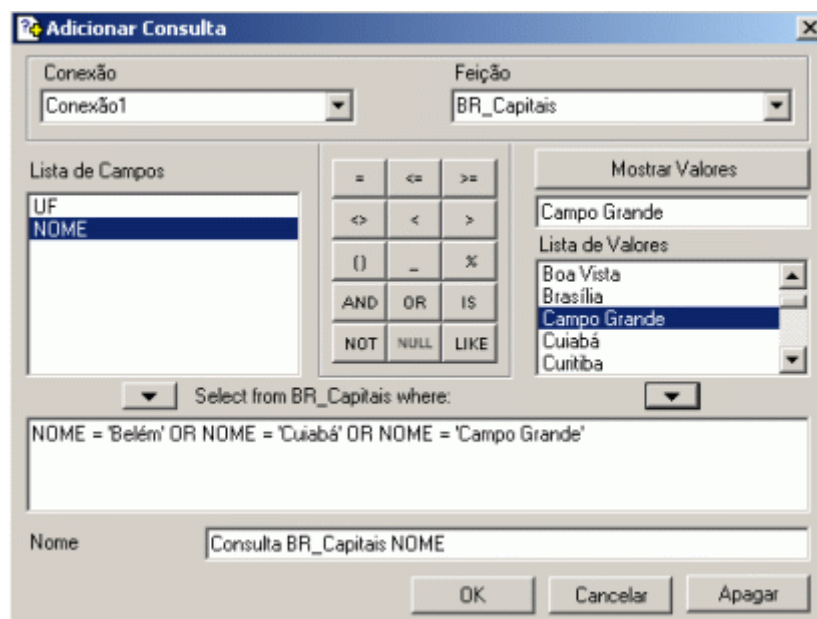 Adicionar Consulta
Conexão
Feição
Conexão1
BR_Capitais
Lista de Campos
UF
NOME
= <= >=
<> < >
() _ %
AND OR IS
NOT NULL LIKE
Mostrar Valores
Campo Grande
Lista de Valores
Boa Vista
Brasília
Campo Grande
Cuiabá
Curitiba
Select from BR_Capitais where:
NOME = 'Belém' OR NOME = 'Cuiabá' OR NOME = 'Campo Grande'
Nome
Consulta BR_Capitais NOME
OK
Cancelar
Apagar